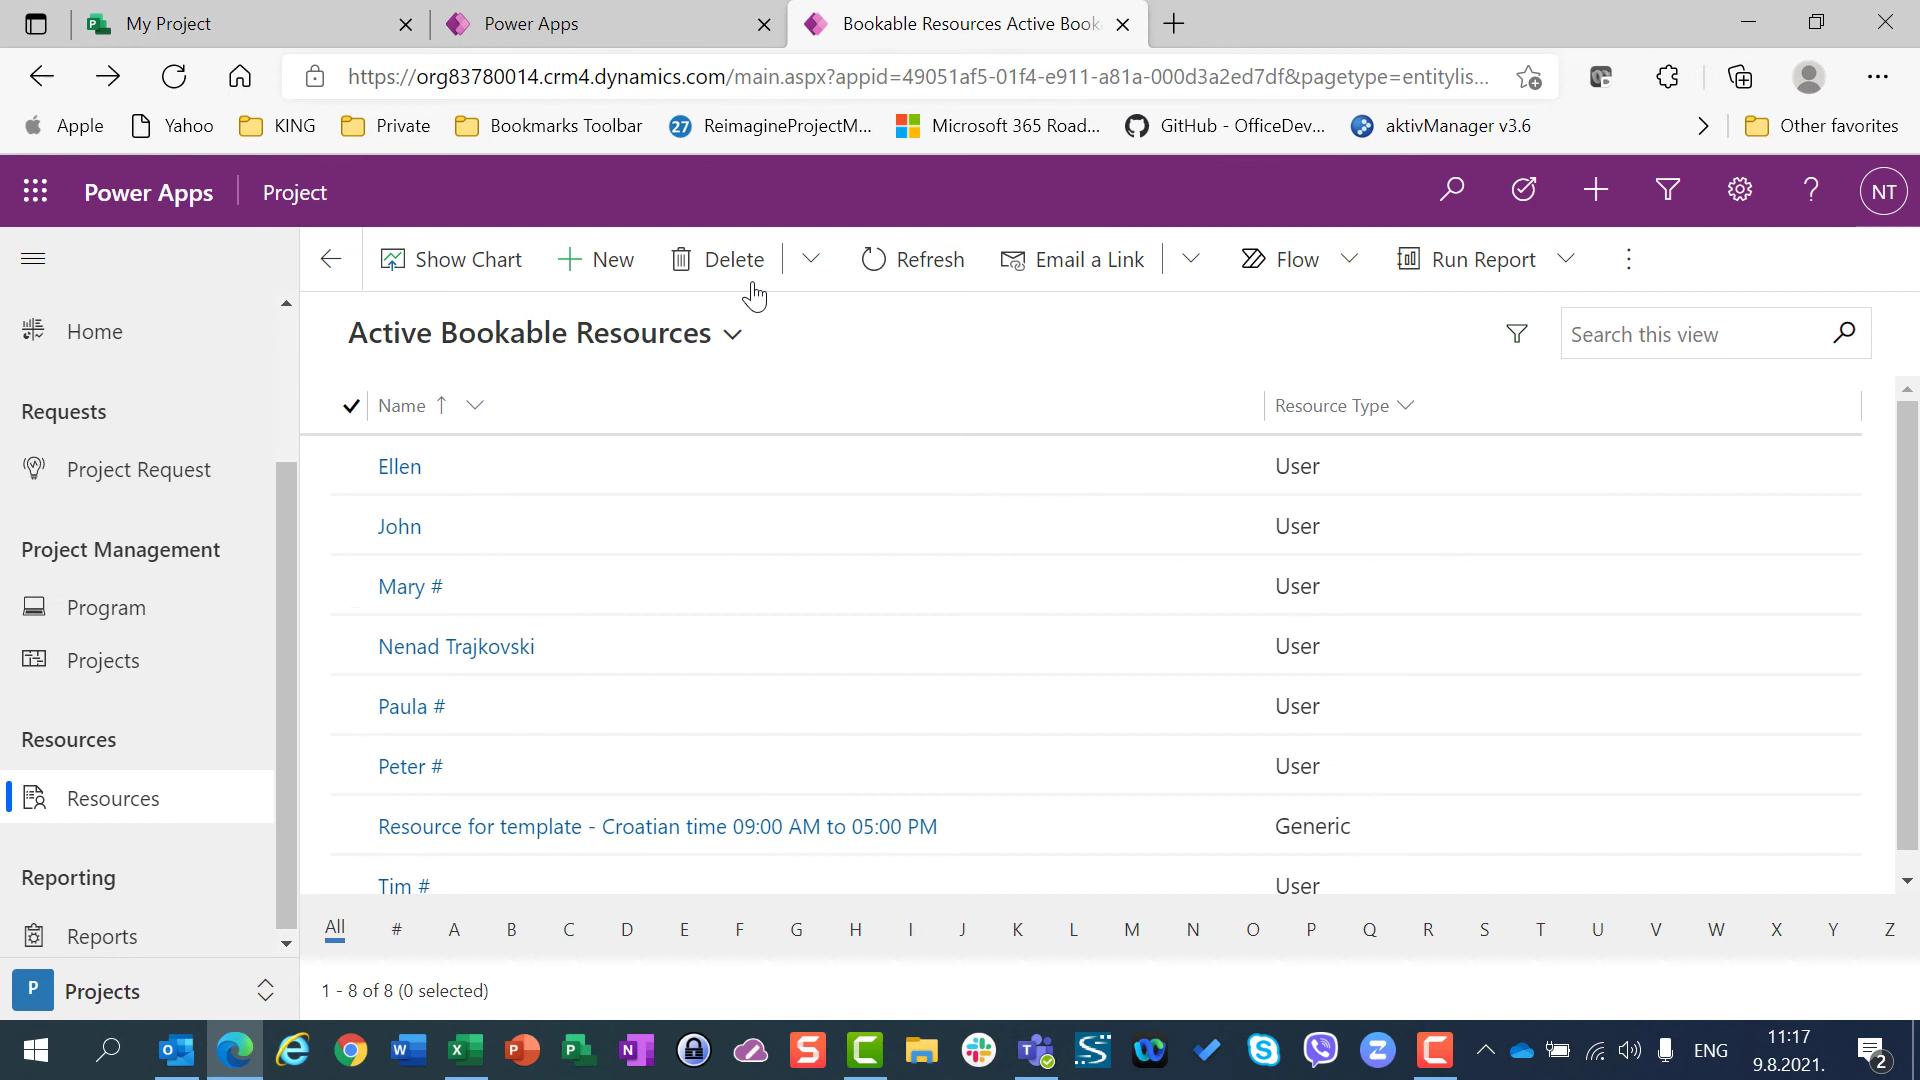 My Project
Power Apps
Bookable Resources Active Book
https://org83780014.crm4.dynamics.com/main.aspx?appid=49051af5-01f4-e911-a81a-000d3a2ed7df&pagetype=entitylis...
Apple
Yahoo
KING
Private
Bookmarks Toolbar
27 ReimagineProjectM...
Microsoft 365 Road...
GitHub - OfficeDev...
aktivManager v3.6
Other favorites
Power Apps
Project
NT
Show Chart
New
Delete
Refresh
Email a Link
Flow
Run Report
Home
Requests
Project Request
Project Management
Program
Projects
Resources
Resources
Reporting
Reports
P Projects
Active Bookable Resources
Search this view
Name Resource Type
Ellen User
John User
Mary # User
Nenad Trajkovski User
Paula # User
Peter # User
Resource for template - Croatian time 09:00 AM to 05:00 PM Generic
Tim # User
All # A B C D E F G H I J K L M N O P Q R S T U V W X Y Z
1 - 8 of 8 (0 selected)
ENG
11:17
9.8.2021.
2